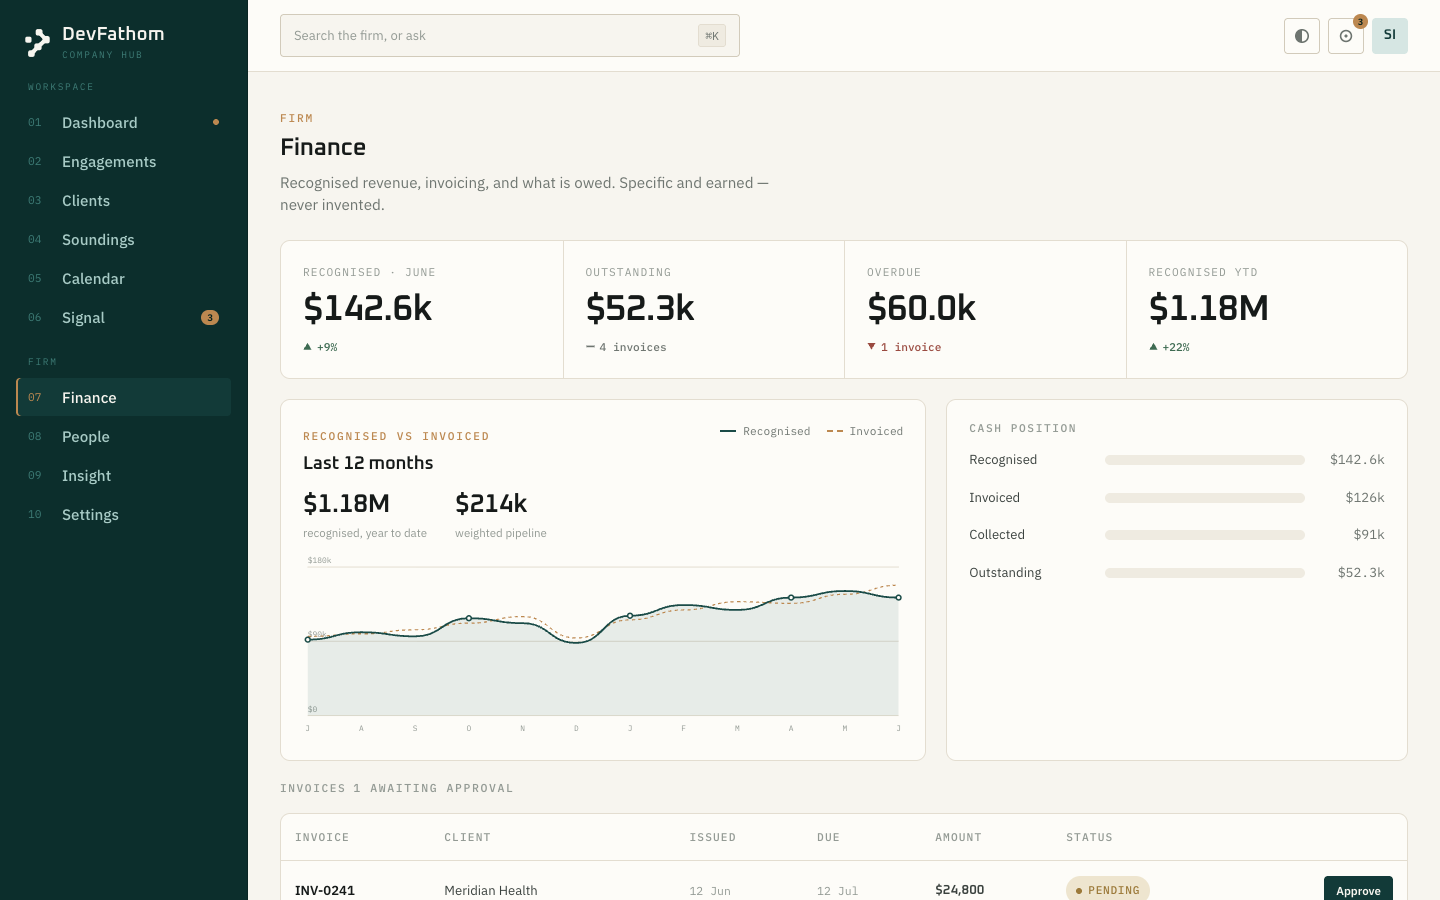 DevFathom
COMPANY HUB
WORKSPACE
01 Dashboard
02 Engagements
03 Clients
04 Soundings
05 Calendar
06 Signal 3
FIRM
07 Finance
08 People
09 Insight
10 Settings
Search the firm, or ask ⌘K
3
SI
FIRM
Finance
Recognised revenue, invoicing, and what is owed. Specific and earned —
never invented.
RECOGNISED · JUNE
$142.6k
▲ +9%
OUTSTANDING
$52.3k
— 4 invoices
OVERDUE
$60.0k
▼ 1 invoice
RECOGNISED YTD
$1.18M
▲ +22%
RECOGNISED VS INVOICED
Last 12 months
Recognised Invoiced
$1.18M
recognised, year to date
$214k
weighted pipeline
$180k
$90k
$0
J A S O N D J F M A M J
CASH POSITION
Recognised $142.6k
Invoiced $126k
Collected $91k
Outstanding $52.3k
INVOICES 1 AWAITING APPROVAL
INVOICE CLIENT ISSUED DUE AMOUNT STATUS
INV-0241 Meridian Health 12 Jun 12 Jul $24,800 PENDING Approve